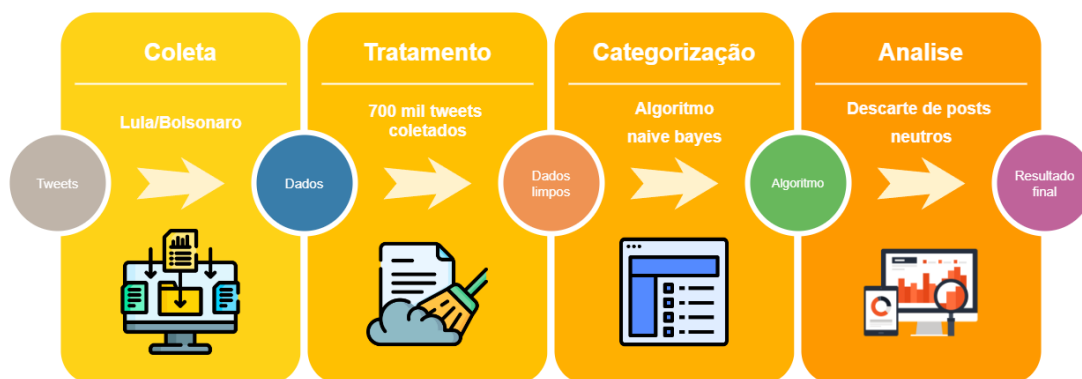 Coleta
Lula/Bolsonaro
Tratamento
700 mil tweets
coletados
Categorização
Algoritmo
naive bayes
Analise
Descarte de posts
neutros
Tweets
Dados
Dados
limpos
Algoritmo
Resultado
final